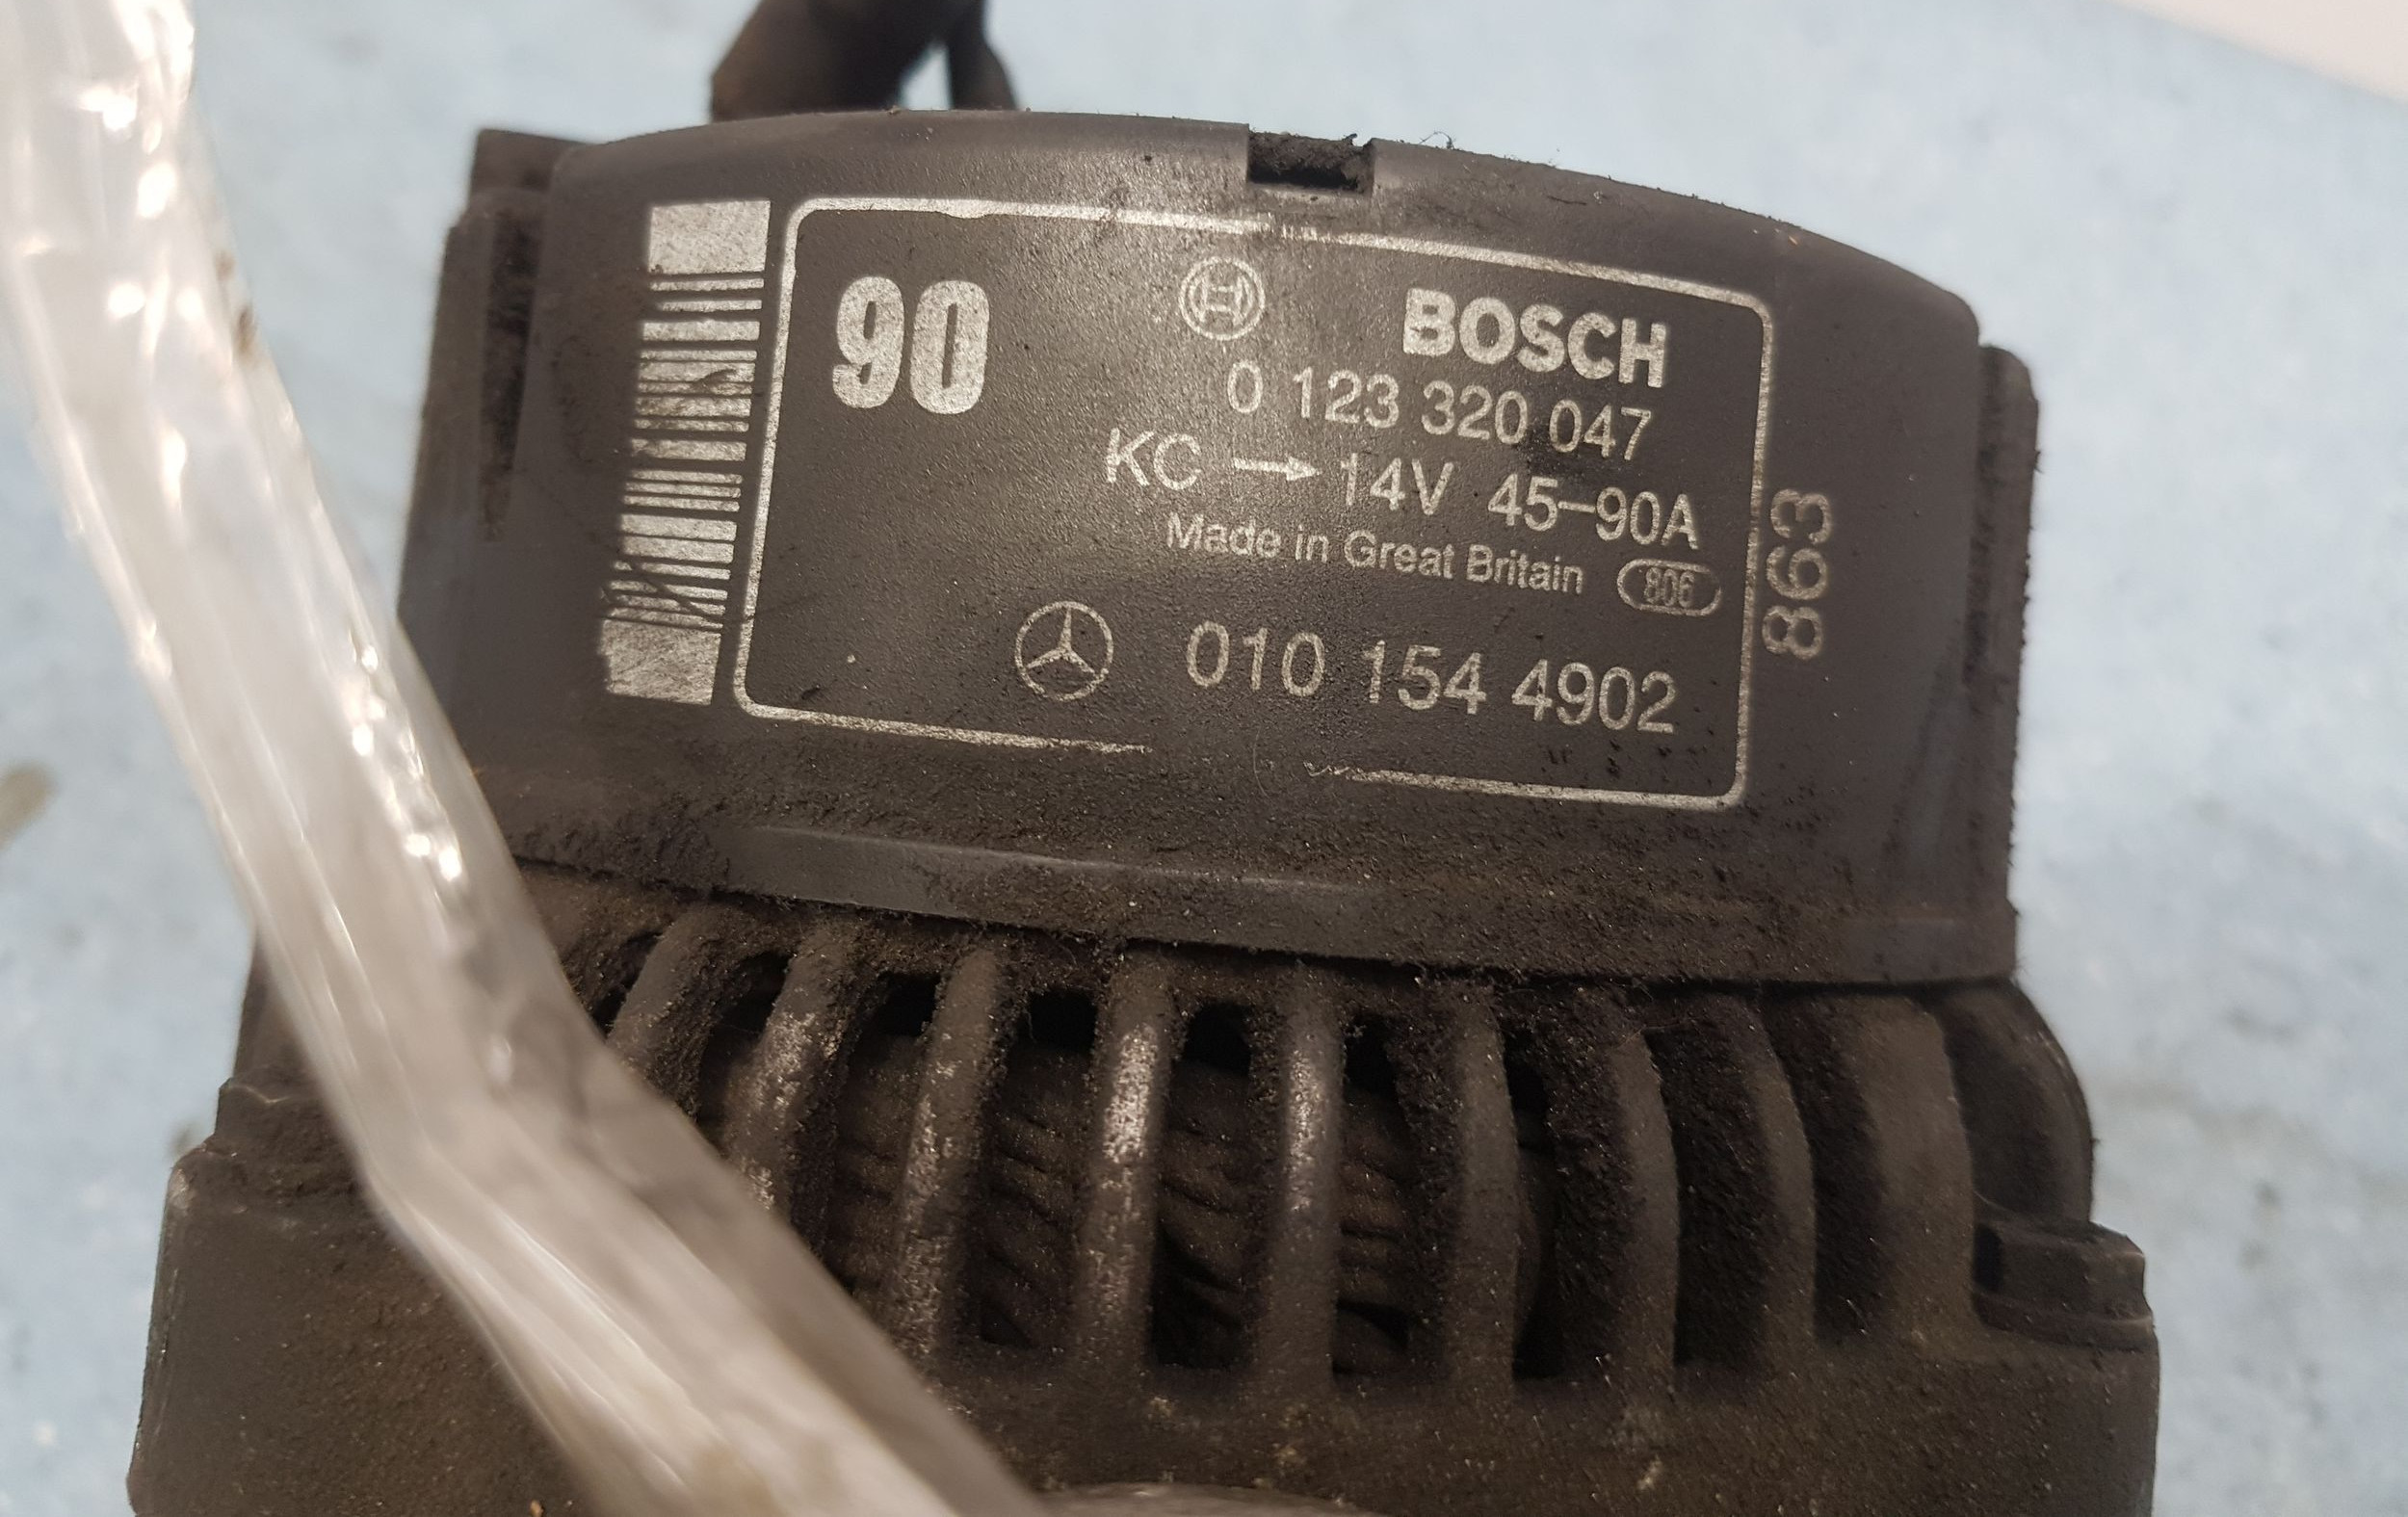 90
BOSCH
0 123 320 047
KC → 14V 45-90A
Made in Great Britain 806
010 154 4902
863